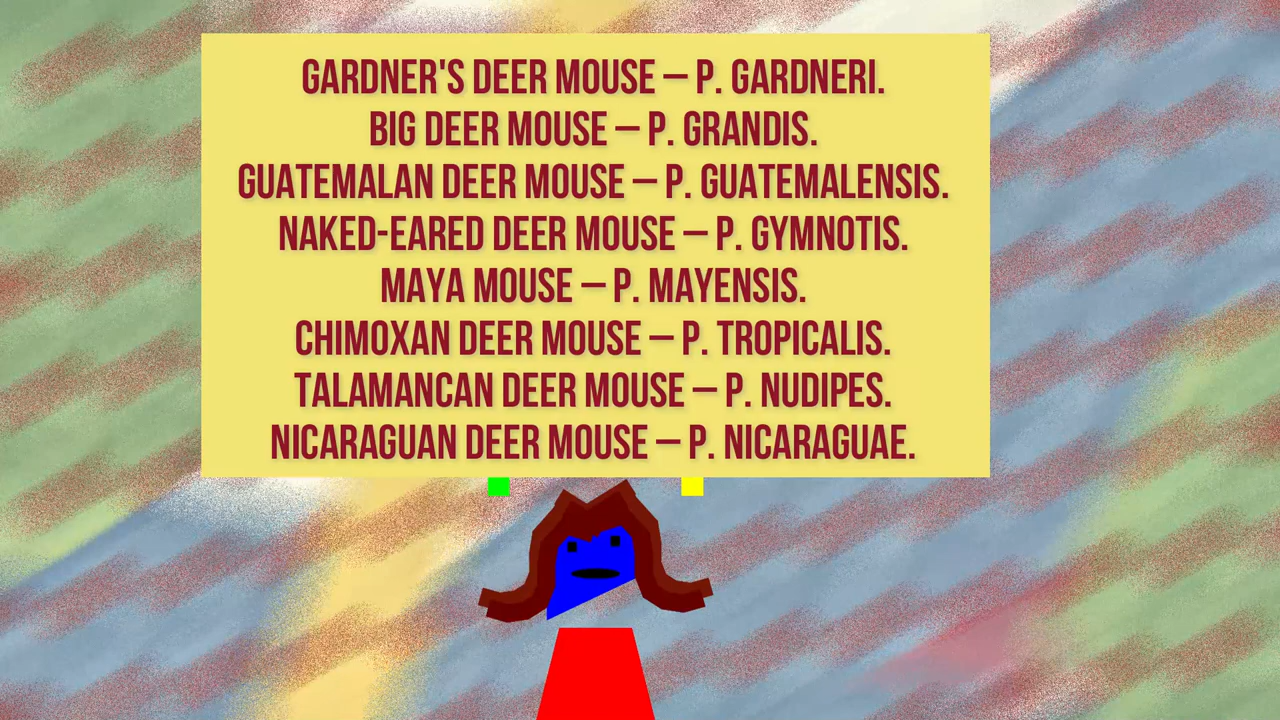 GARDNER'S DEER MOUSE – P. GARDNERI.
BIG DEER MOUSE – P. GRANDIS.
GUATEMALAN DEER MOUSE – P. GUATEMALENSIS.
NAKED-EARED DEER MOUSE – P. GYMNOTIS.
MAYA MOUSE – P. MAYENSIS.
CHIMOXAN DEER MOUSE – P. TROPICALIS.
TALAMANCAN DEER MOUSE – P. NUDIPES.
NICARAGUAN DEER MOUSE – P. NICARAGUAE.